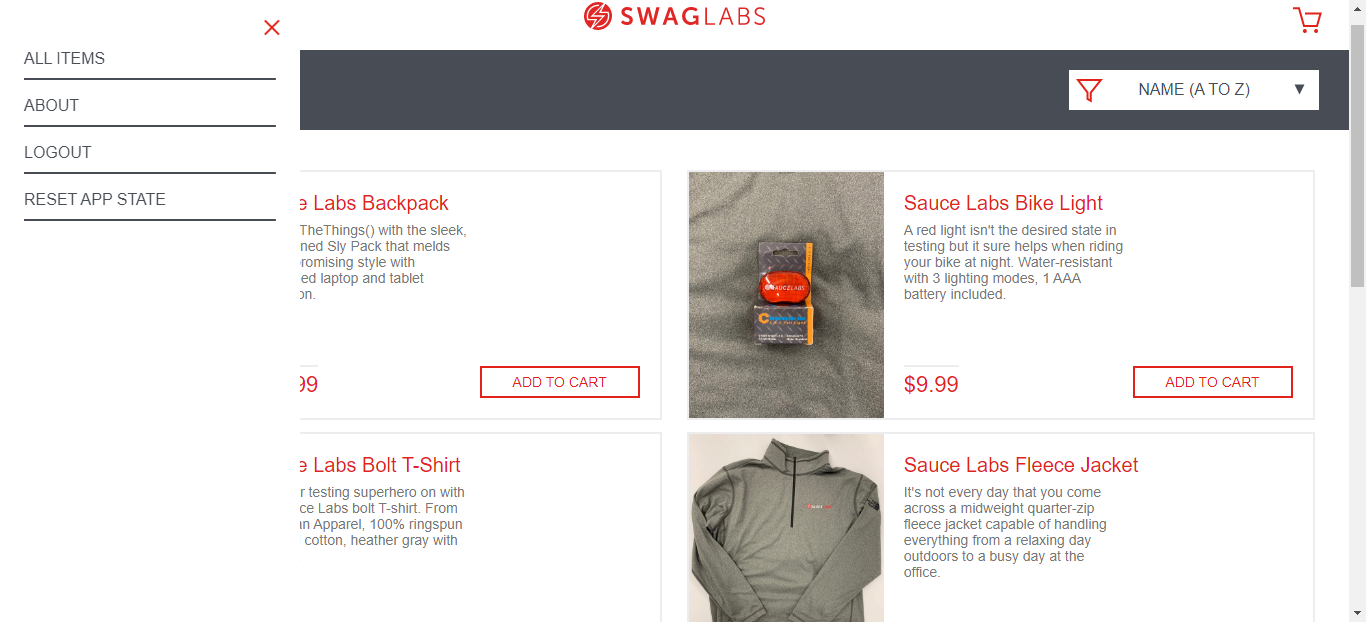 SWAGLABS
ALL ITEMS
ABOUT
LOGOUT
RESET APP STATE
NAME (A TO Z)
e Labs Backpack
TheThings() with the sleek,
ned Sly Pack that melds
romising style with
ed laptop and tablet
on.
99
ADD TO CART
SAUCELABS
Sauce Labs Bike Light
A red light isn't the desired state in
testing but it sure helps when riding
your bike at night. Water-resistant
with 3 lighting modes, 1 AAA
battery included.
$9.99
ADD TO CART
e Labs Bolt T-Shirt
r testing superhero on with
ce Labs bolt T-shirt. From
an Apparel, 100% ringspun
cotton, heather gray with
Sauce Labs Fleece Jacket
It's not every day that you come
across a midweight quarter-zip
fleece jacket capable of handling
everything from a relaxing day
outdoors to a busy day at the
office.